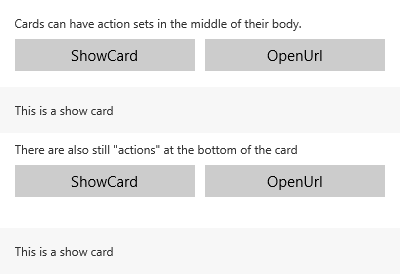 Cards can have action sets in the middle of their body.
ShowCard OpenUrl
This is a show card
There are also still "actions" at the bottom of the card
ShowCard OpenUrl
This is a show card